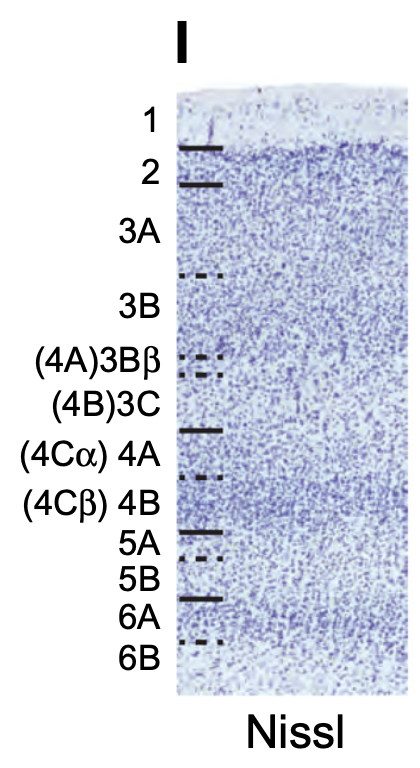 I
1
2
3A
3B
(4A)3Bβ
(4B)3C
(4Cα) 4A
(4Cβ) 4B
5A
5B
6A
6B
Nissl